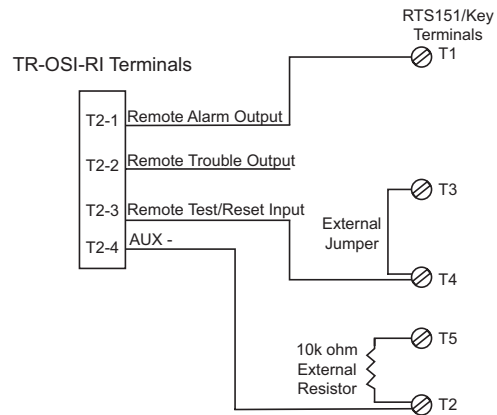 RTS151/Key
Terminals
T1
TR-OSI-RI Terminals
T2-1 Remote Alarm Output
T2-2 Remote Trouble Output
T3
T2-3 Remote Test/Reset Input
External
Jumper
T2-4 AUX -
T4
T5
10k ohm
External
Resistor
T2